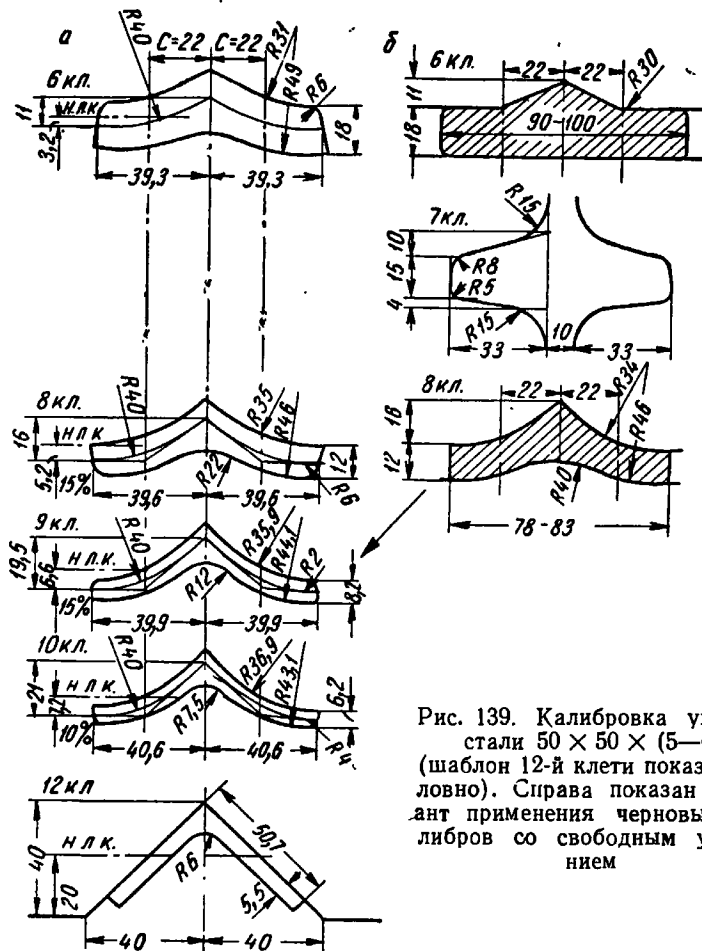 а
R40
C=22 C=22
R31
R49
R6
6 кл.
н.л.к.
11
3,2
18
39,3 39,3
б
6 кл.
22 22
R30
11
18
90-100
7 кл.
R15
10
15
4
R8
R5
R15
10
33 33
8 кл.
R40
R35
R46
н л к
16
5,2
15%
12
R22
R6
39,6 39,6
8 кл.
22 22
R34
R46
18
12
R40
78-83
9 кл.
R40
R35,9
R44,1
R2
н л.к.
19,5
6,6
15%
R12
8,2
39,9 39,9
10 кл.
R40
R36,9
R43,1
6,2
н л к.
21
10%
R7,5
40,6 40,6
12 кл
н л к.
40
20
R6
50,7
5,5
40 40
Рис. 139. Калибровка у
стали 50 × 50 × (5—
(шаблон 12-й клети показ
ловно). Справа показан
ант применения черновы
либров со свободным у
нием